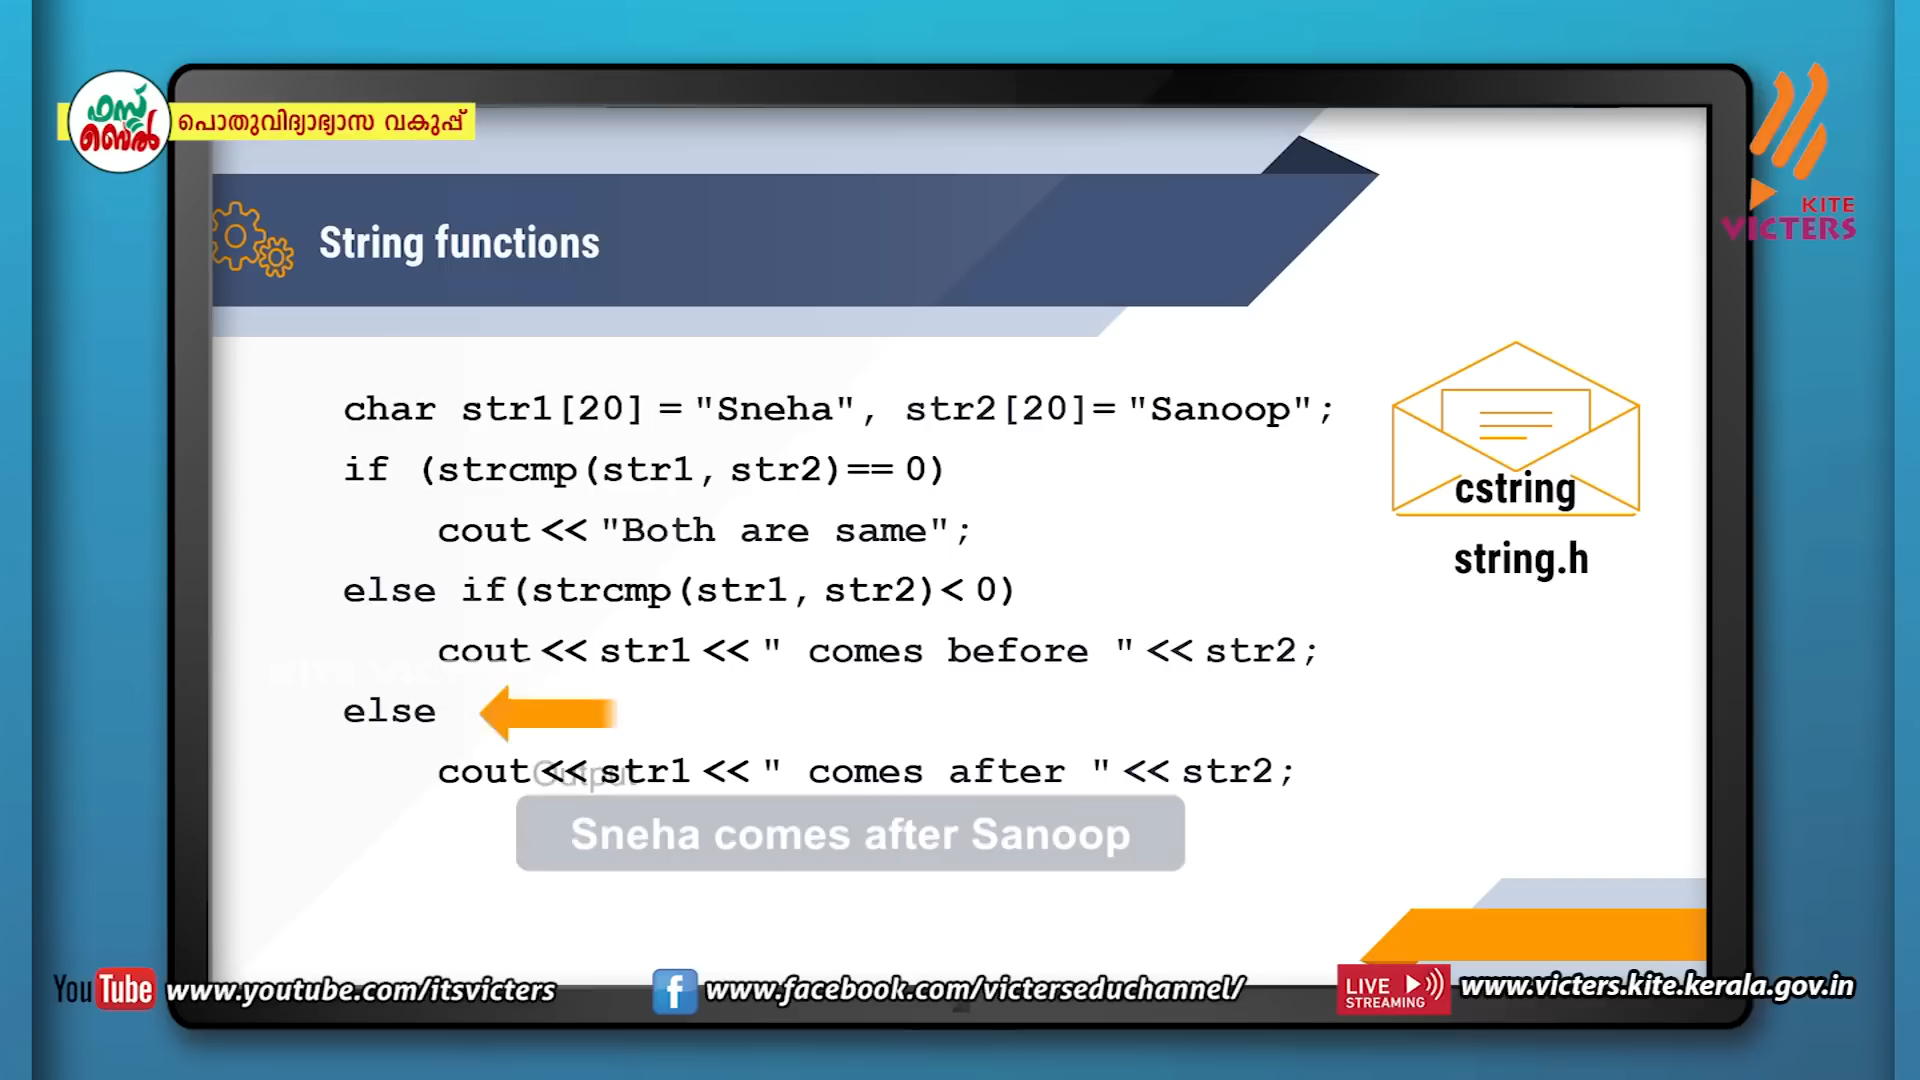 ഫസ്റ്റ്
ബെൽ
പൊതുവിദ്യാഭ്യാസ വകുപ്പ്
KITE
VICTERS
String functions
char str1[20] = "Sneha", str2[20]= "Sanoop";
if (strcmp(str1, str2)== 0)
cout << "Both are same";
else if(strcmp(str1, str2)< 0)
cout << str1 << " comes before " << str2;
else
cout << str1 << " comes after " << str2;
Output
Sneha comes after Sanoop
cstring
string.h
YouTube www.youtube.com/itsvicters
f www.facebook.com/victerseduchannel/
LIVE STREAMING www.victers.kite.kerala.gov.in